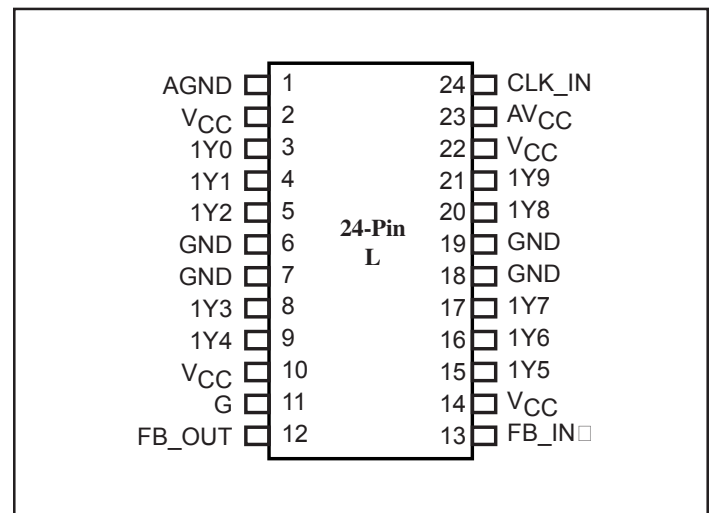 AGND 1 24 CLK_IN
VCC 2 23 AVCC
1Y0 3 22 VCC
1Y1 4 21 1Y9
1Y2 5 20 1Y8
24-Pin
L
GND 6 19 GND
GND 7 18 GND
1Y3 8 17 1Y7
1Y4 9 16 1Y6
VCC 10 15 1Y5
G 11 14 VCC
FB_OUT 12 13 FB_IN□